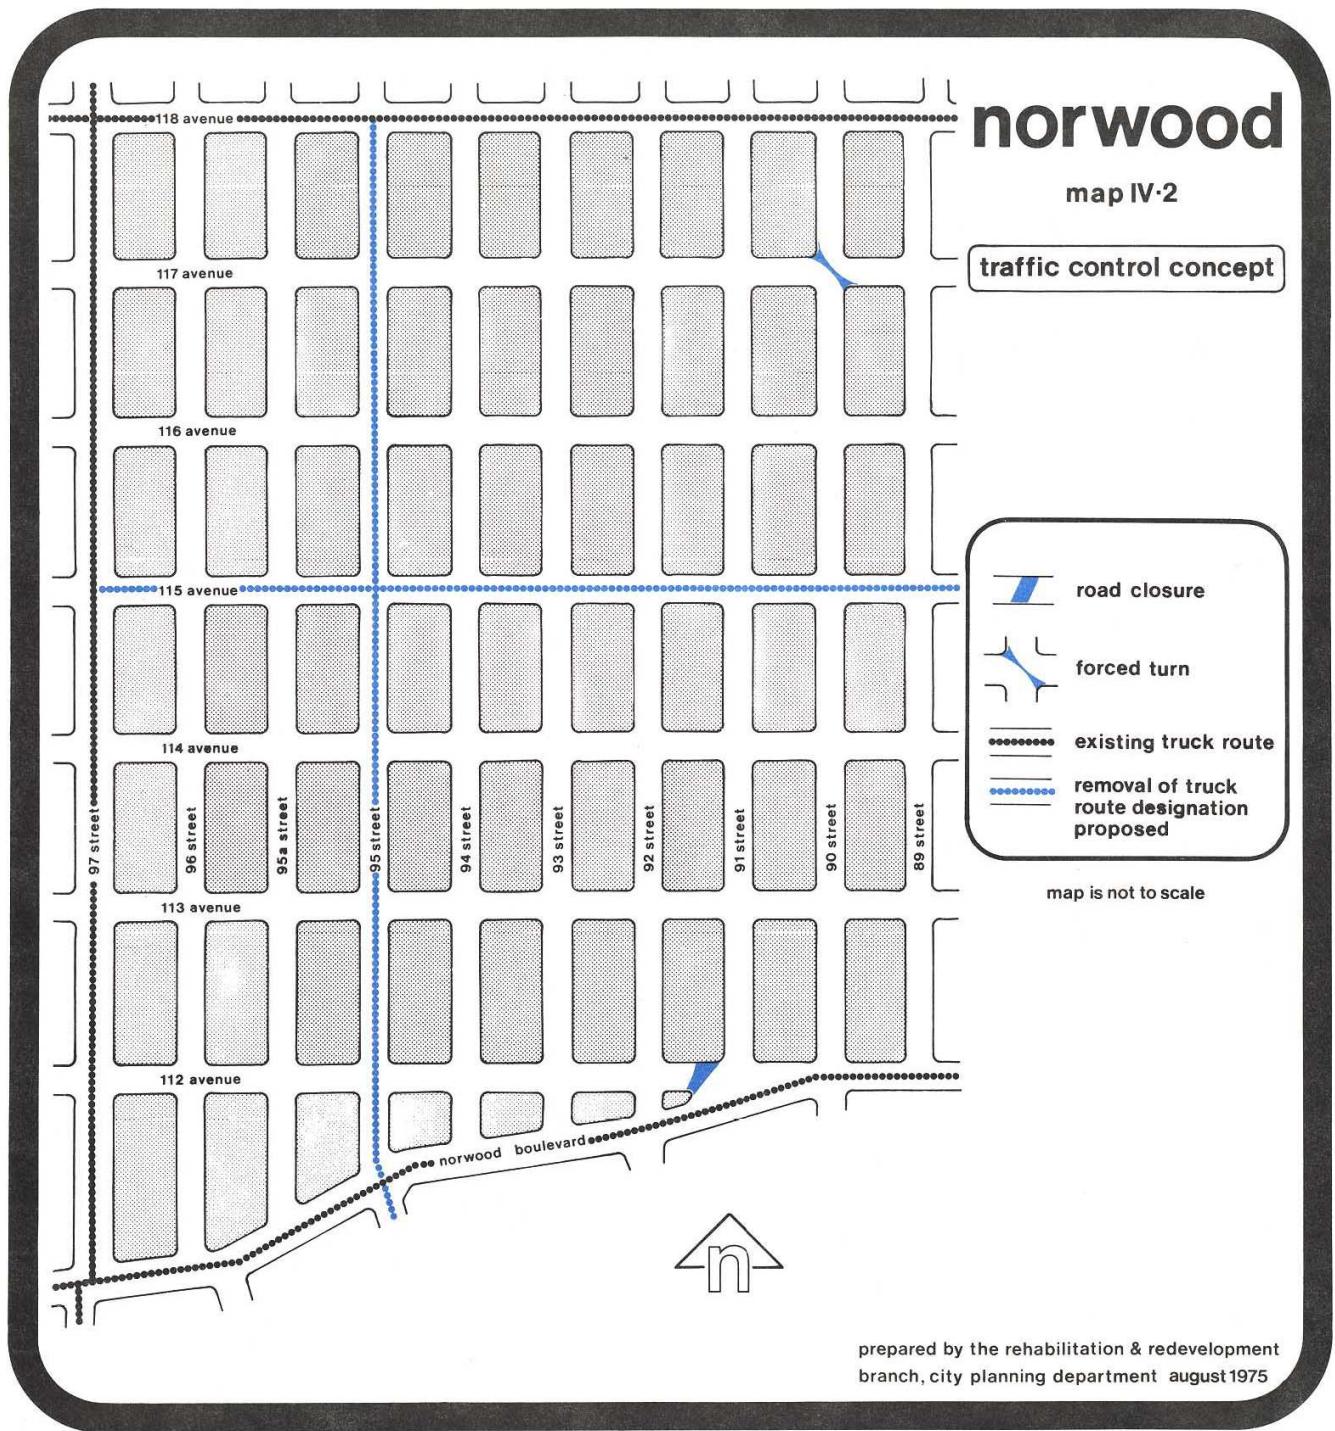 norwood
map IV·2
traffic control concept
118 avenue
117 avenue
116 avenue
115 avenue
114 avenue
97 street
96 street
95a street
95 street
94 street
93 street
92 street
91 street
90 street
89 street
113 avenue
112 avenue
norwood boulevard
road closure
forced turn
existing truck route
removal of truck
route designation
proposed
map is not to scale
n
prepared by the rehabilitation & redevelopment
branch, city planning department august 1975